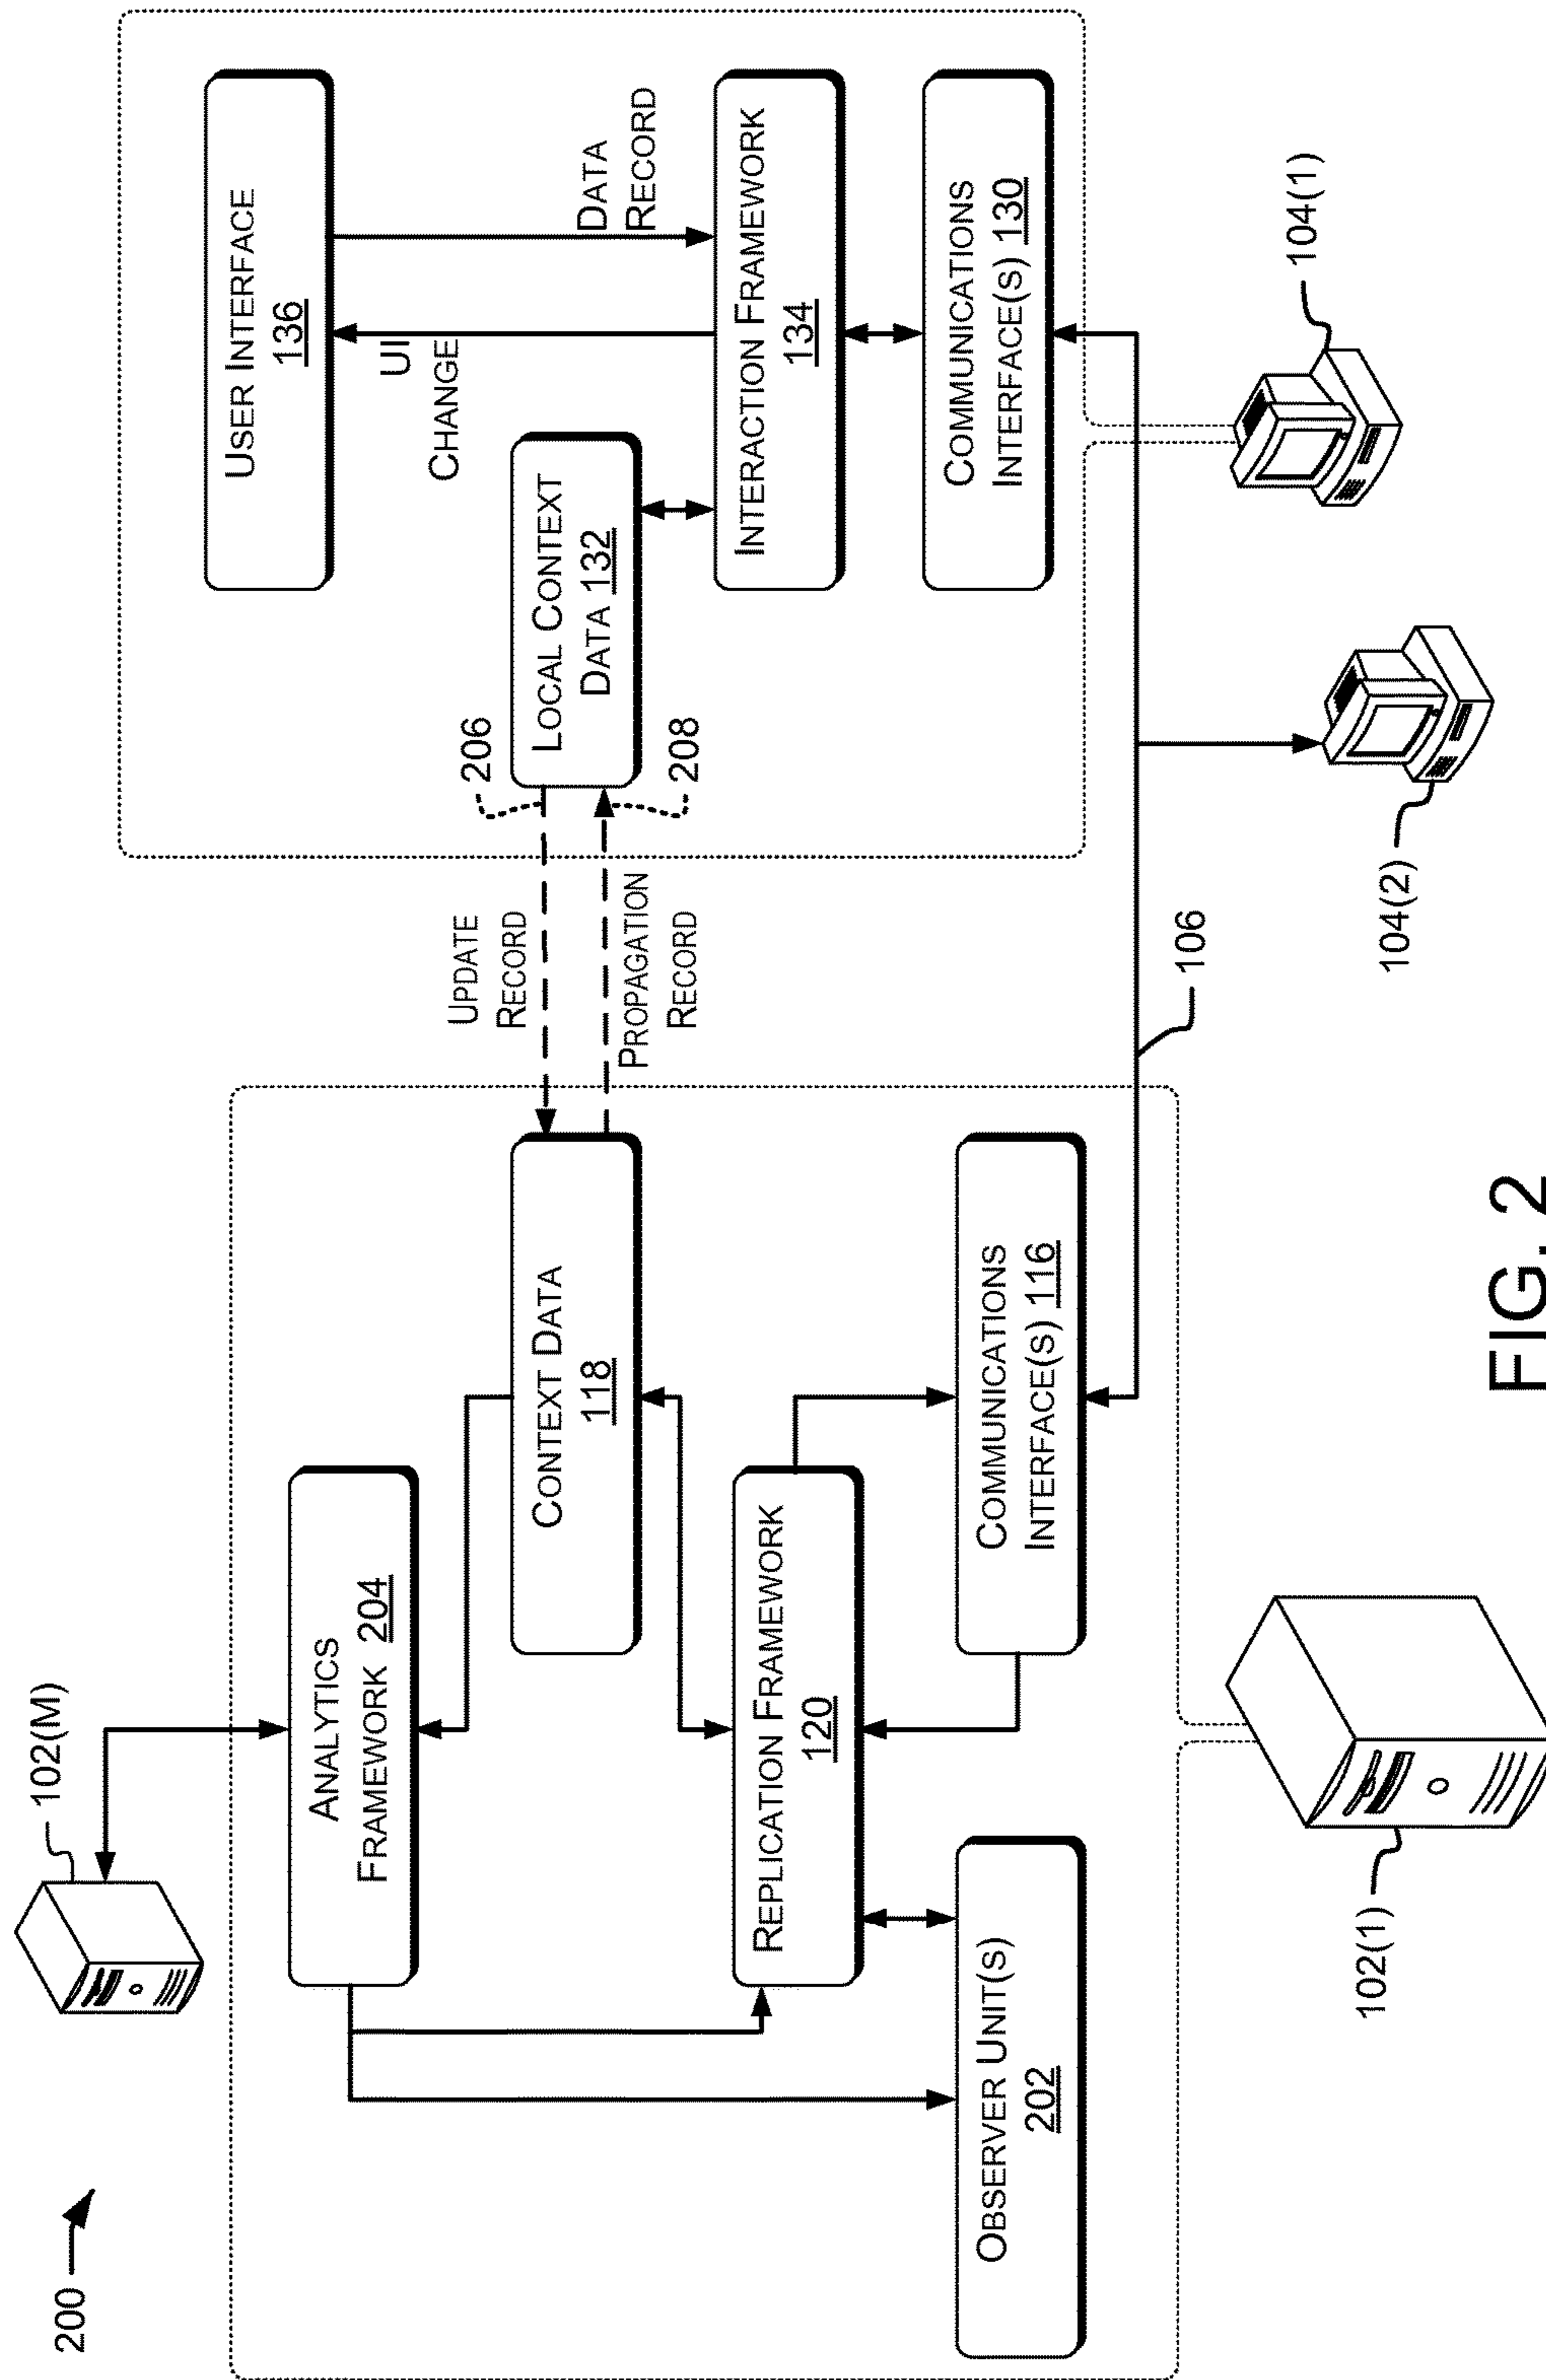 200
102(M)
ANALYTICS
FRAMEWORK 204
CONTEXT DATA
118
REPLICATION FRAMEWORK
120
OBSERVER UNIT(S)
202
COMMUNICATIONS
INTERFACE(S) 116
102(1)
UPDATE
RECORD
206
PROPAGATION
RECORD
208
USER INTERFACE
136
UI
CHANGE
DATA
RECORD
LOCAL CONTEXT
DATA 132
INTERACTION FRAMEWORK
134
COMMUNICATIONS
INTERFACE(S) 130
106
104(2)
104(1)
FIG. 2